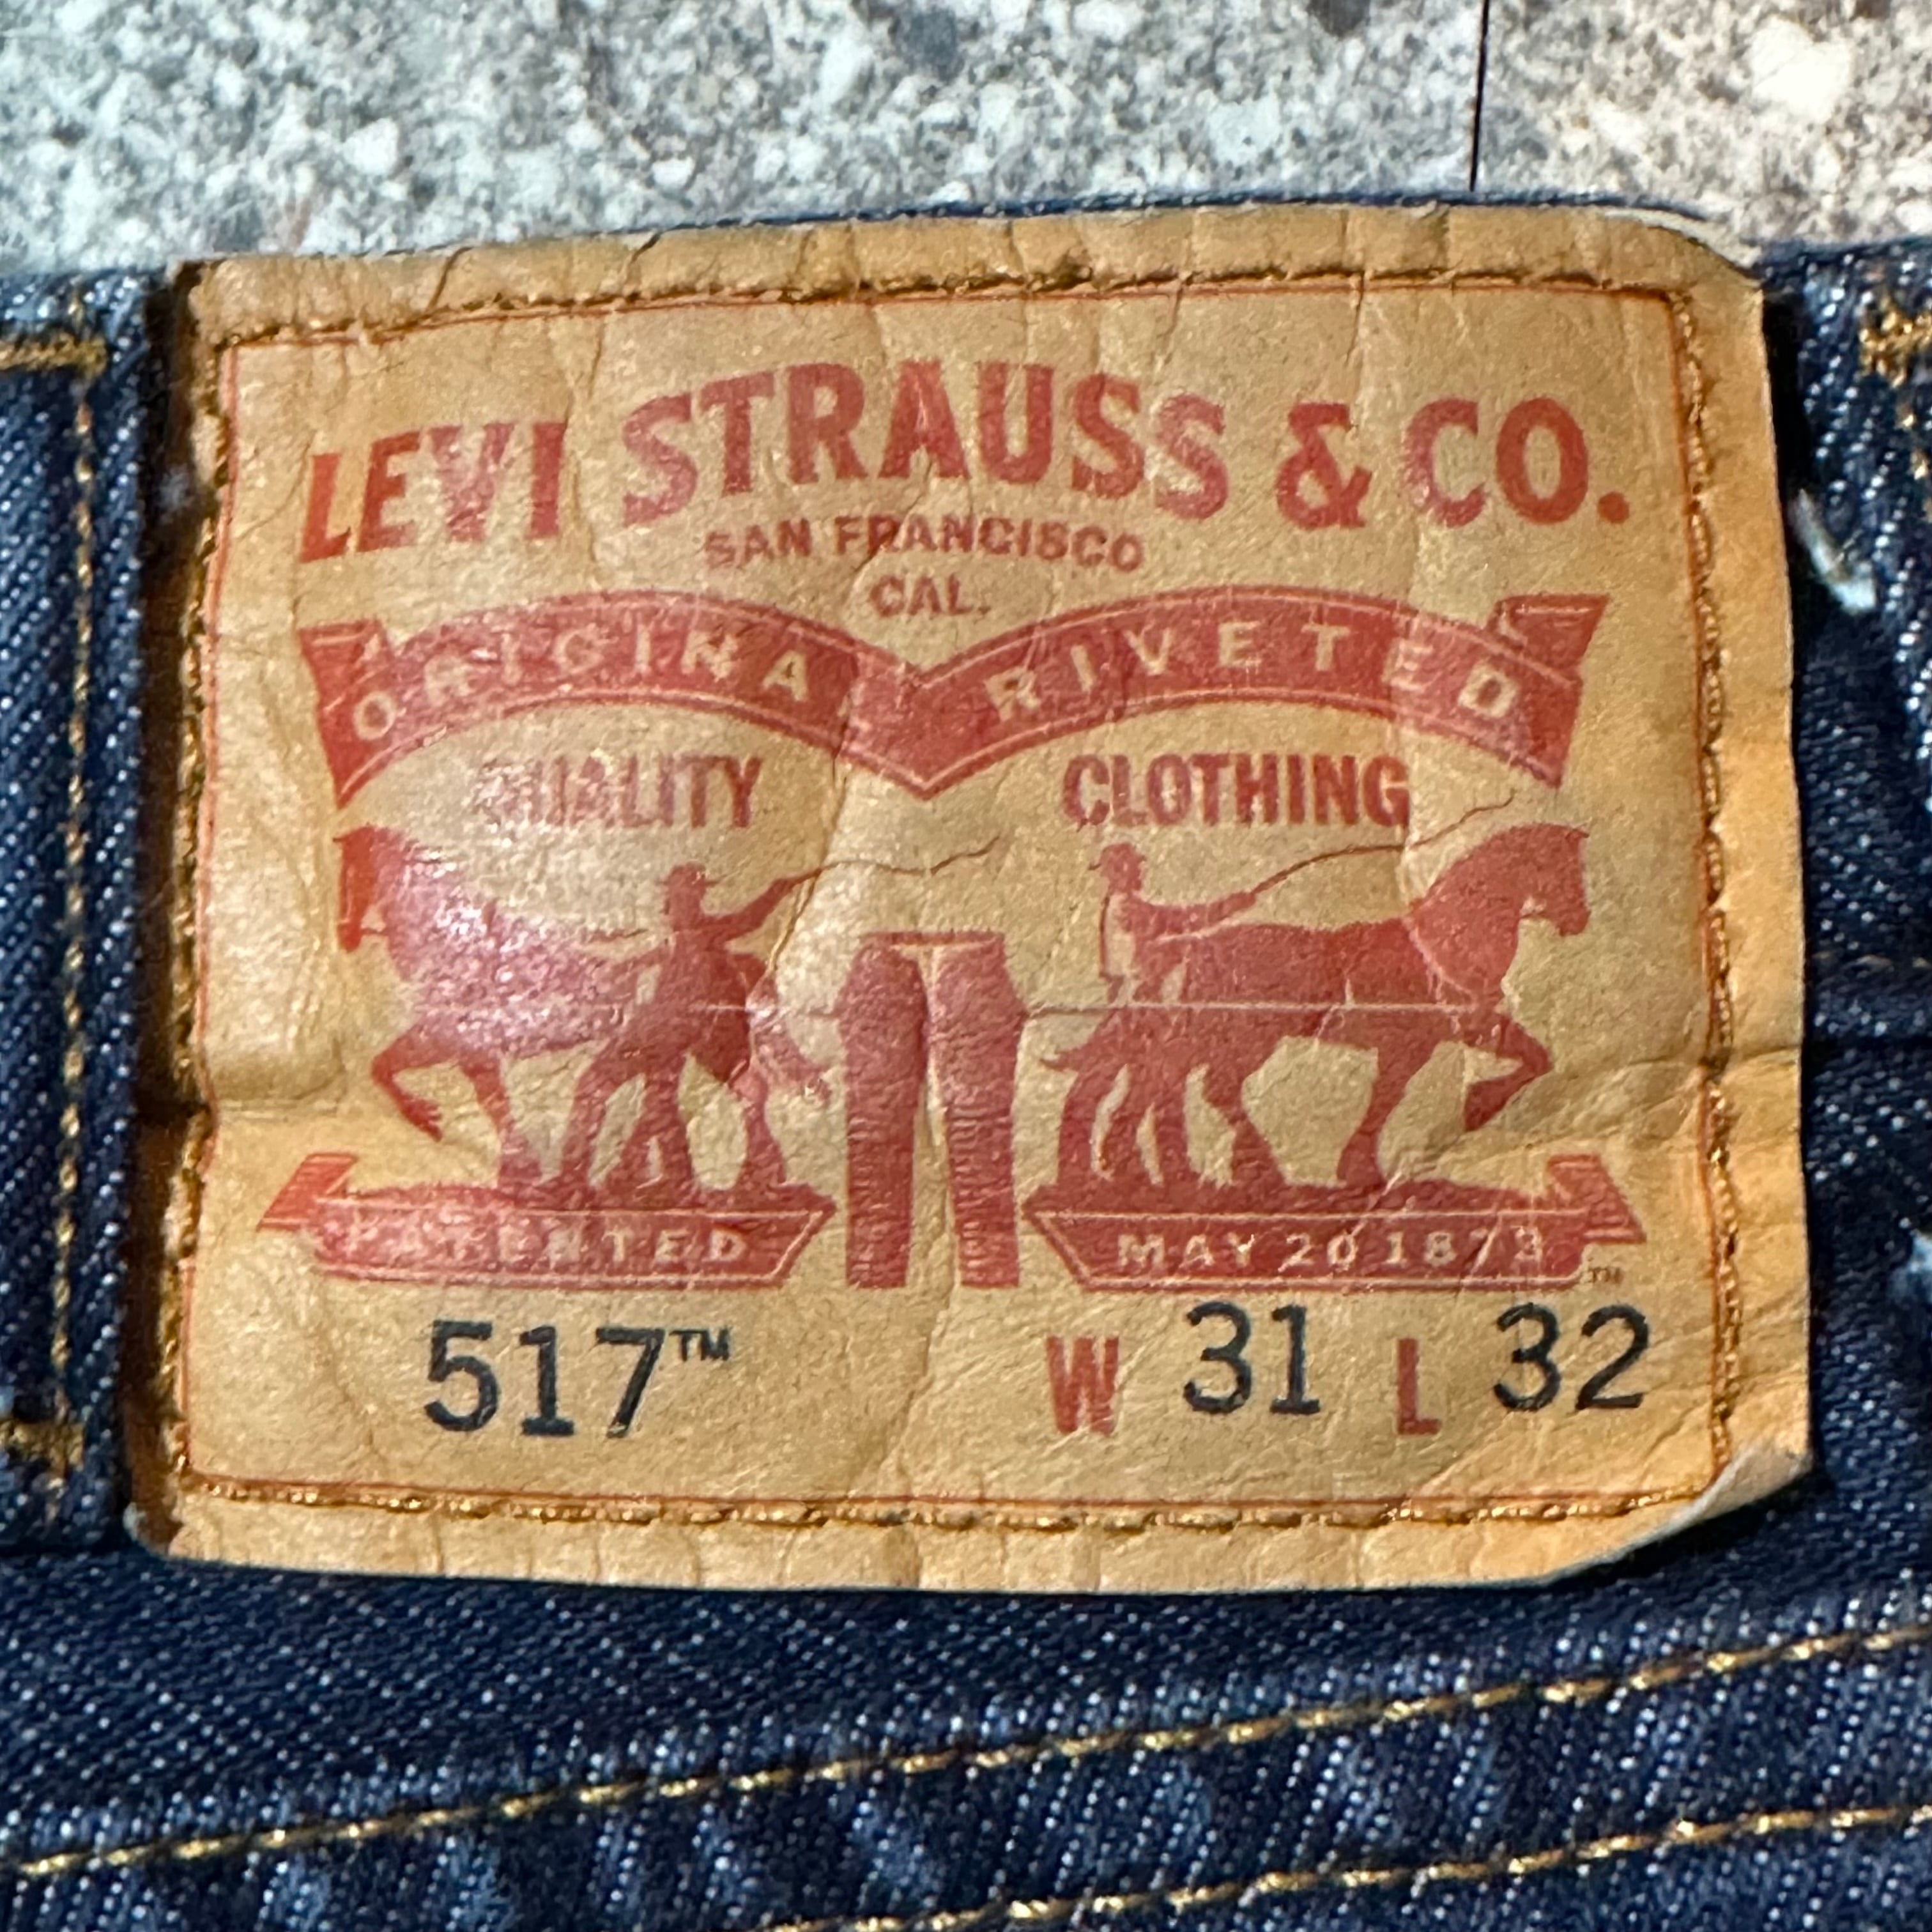 LEVI STRAUSS & CO.
SAN FRANCISCO
CAL.
ORIGINAL RIVETED
QUALITY CLOTHING
PATENTED MAY 20 1873
TM
517™ W 31 L 32